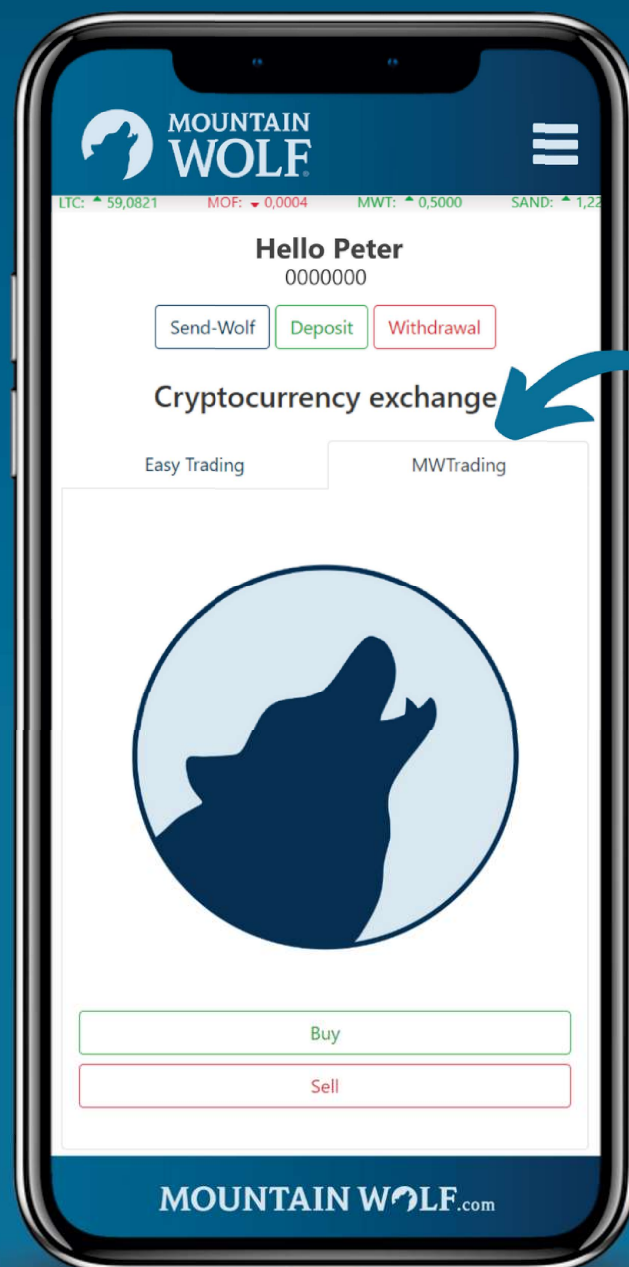 MOUNTAIN
WOLF®
LTC: 59,0821 MOF: 0,0004 MWT: 0,5000 SAND: 1,22
Hello Peter
0000000
Send-Wolf Deposit Withdrawal
Cryptocurrency exchange
Easy Trading MWTrading
Buy
Sell
MOUNTAIN WOLF.com